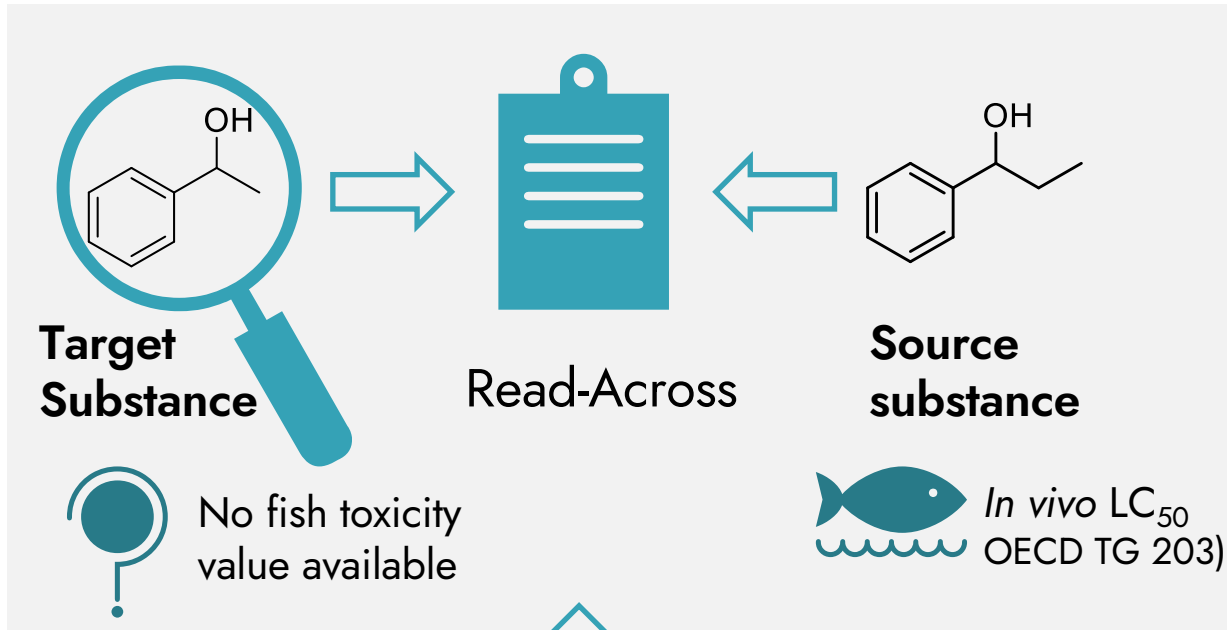 OH
OH
Target
Substance
Read-Across
Source
substance
No fish toxicity
value available
In vivo LC50
OECD TG 203)